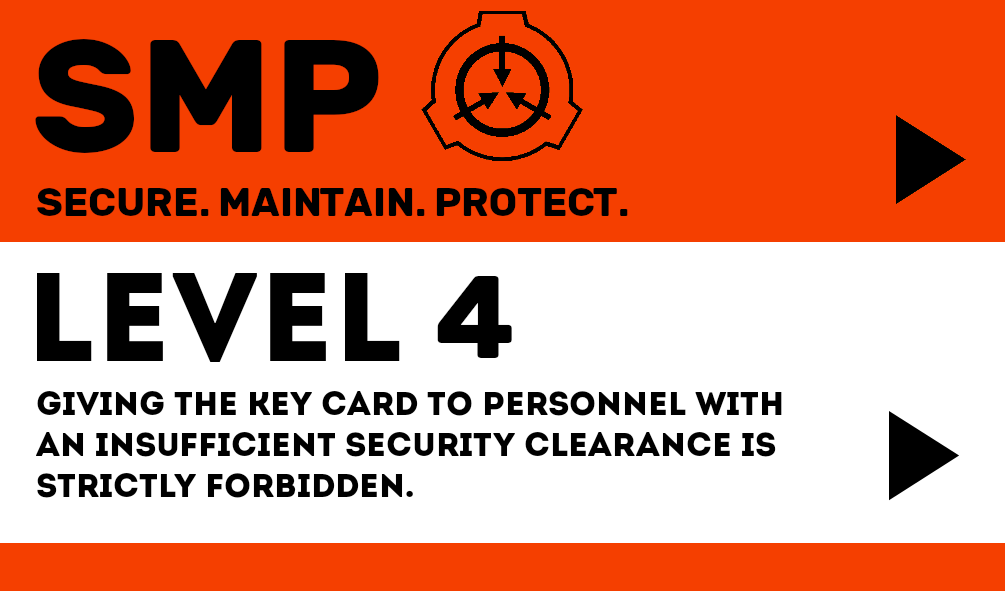 SMP
SECURE. MAINTAIN. PROTECT.
LEVEL 4
GIVING THE KEY CARD TO PERSONNEL WITH
AN INSUFFICIENT SECURITY CLEARANCE IS
STRICTLY FORBIDDEN.